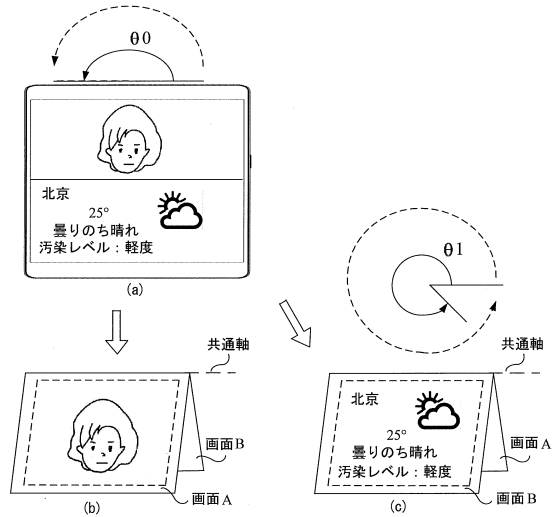 θ0
北京
25°
曇りのち晴れ
汚染レベル：軽度
(a)
θ1
共通軸
画面B
画面A
(b)
共通軸
北京
25°
曇りのち晴れ
汚染レベル：軽度
画面A
画面B
(c)